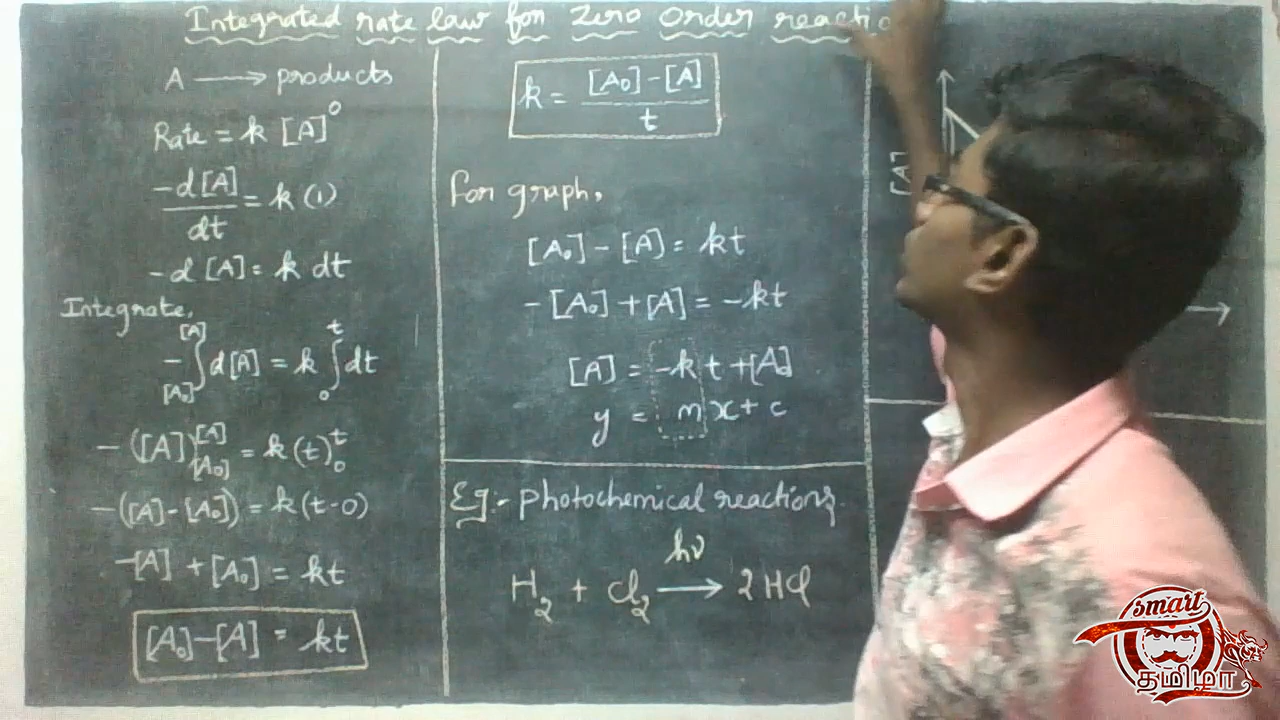 Integrated rate law for Zero Order reactio
A ⟶ products
Rate = k [A]⁰
-d[A]/dt = k (1)
-d [A] = k dt
Integrate,
-∫_[A₀]^[A] d[A] = k ∫_0^t dt
-([A])_[A₀]^[A] = k (t)_0^t
-([A]-[A₀]) = k (t-0)
-[A] + [A₀] = kt
[A₀]-[A] = kt
k = ([A₀]-[A])/t
for graph,
[A₀] - [A] = kt
-[A₀] + [A] = -kt
[A] = -k t + [A₀]
y = m x + c
Eg:- photochemical reactions.
H₂ + Cl₂ ⟶ (hν) 2 HCl
[A]
smart
தமிழா